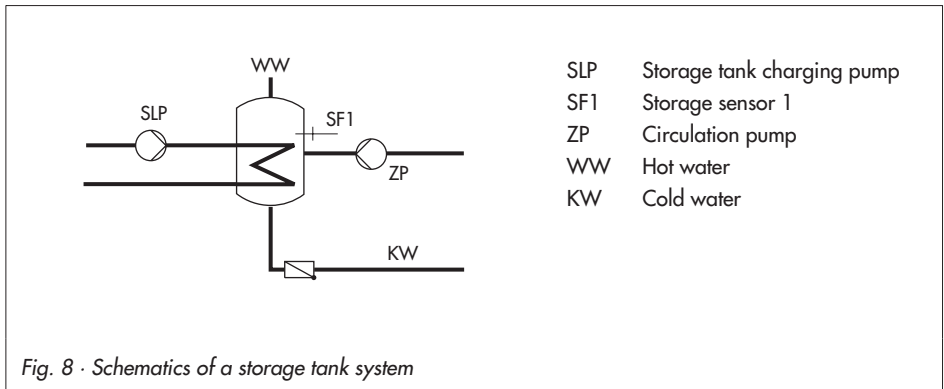 WW
SLP
SF1
ZP
KW
SLP Storage tank charging pump
SF1 Storage sensor 1
ZP Circulation pump
WW Hot water
KW Cold water
Fig. 8 · Schematics of a storage tank system